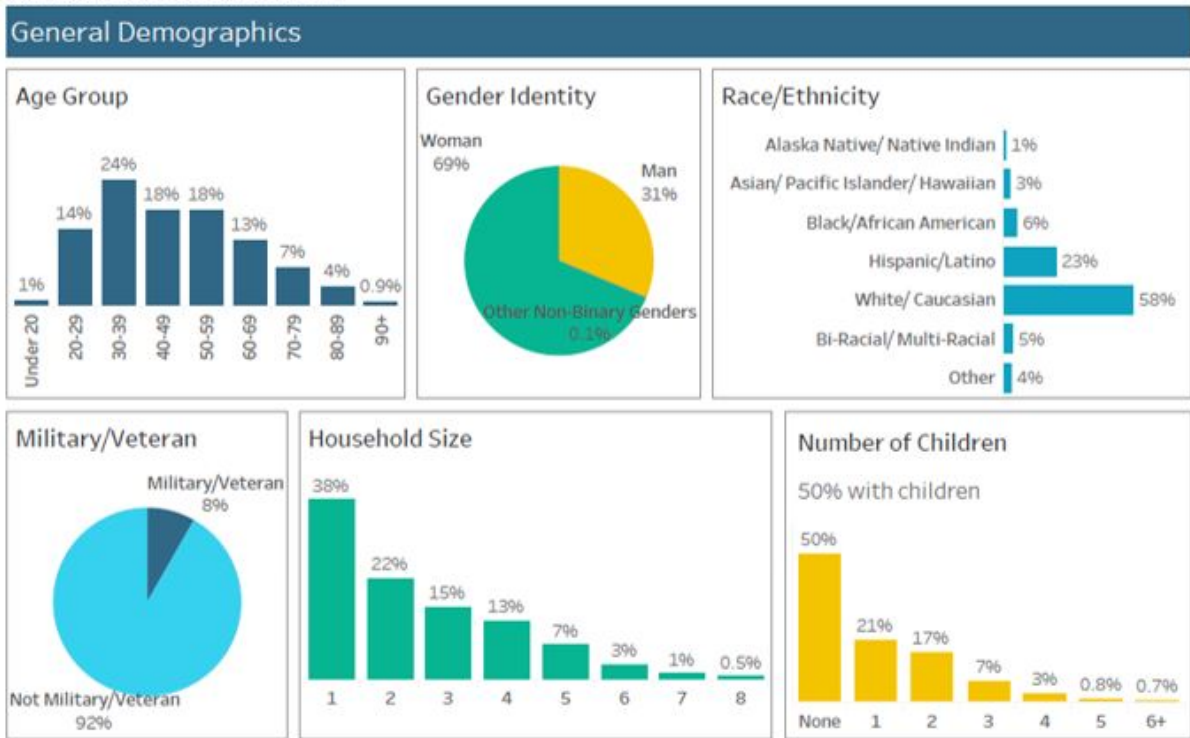 General Demographics
Age Group
24%
18%
18%
14%
13%
7%
4%
1%
0.9%
Under 20
20-29
30-39
40-49
50-59
60-69
70-79
80-89
90+
Gender Identity
Woman
69%
Man
31%
Other Non-Binary Genders
0.1%
Race/Ethnicity
Alaska Native/ Native Indian 1%
Asian/ Pacific Islander/ Hawaiian 3%
Black/African American 6%
Hispanic/Latino 23%
White/ Caucasian 58%
Bi-Racial/ Multi-Racial 5%
Other 4%
Military/Veteran
Military/Veteran
8%
Not Military/Veteran
92%
Household Size
38%
22%
15%
13%
7%
3%
1%
0.5%
1 2 3 4 5 6 7 8
Number of Children
50% with children
50%
21%
17%
7%
3%
0.8%
0.7%
None 1 2 3 4 5 6+